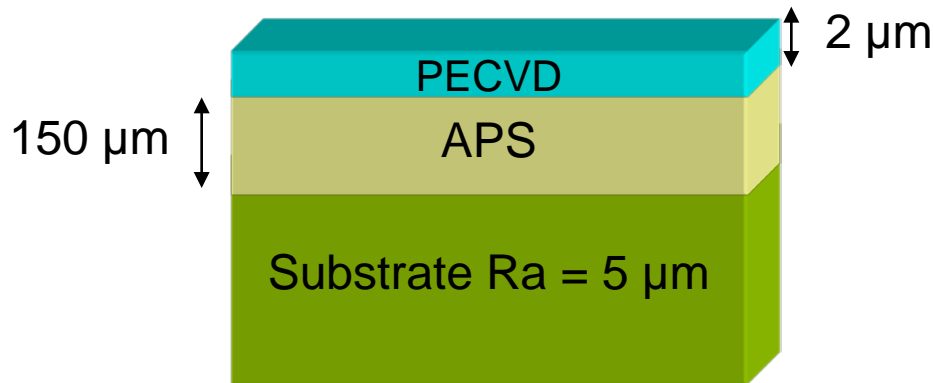 2 µm
PECVD
150 µm
APS
Substrate Ra = 5 µm